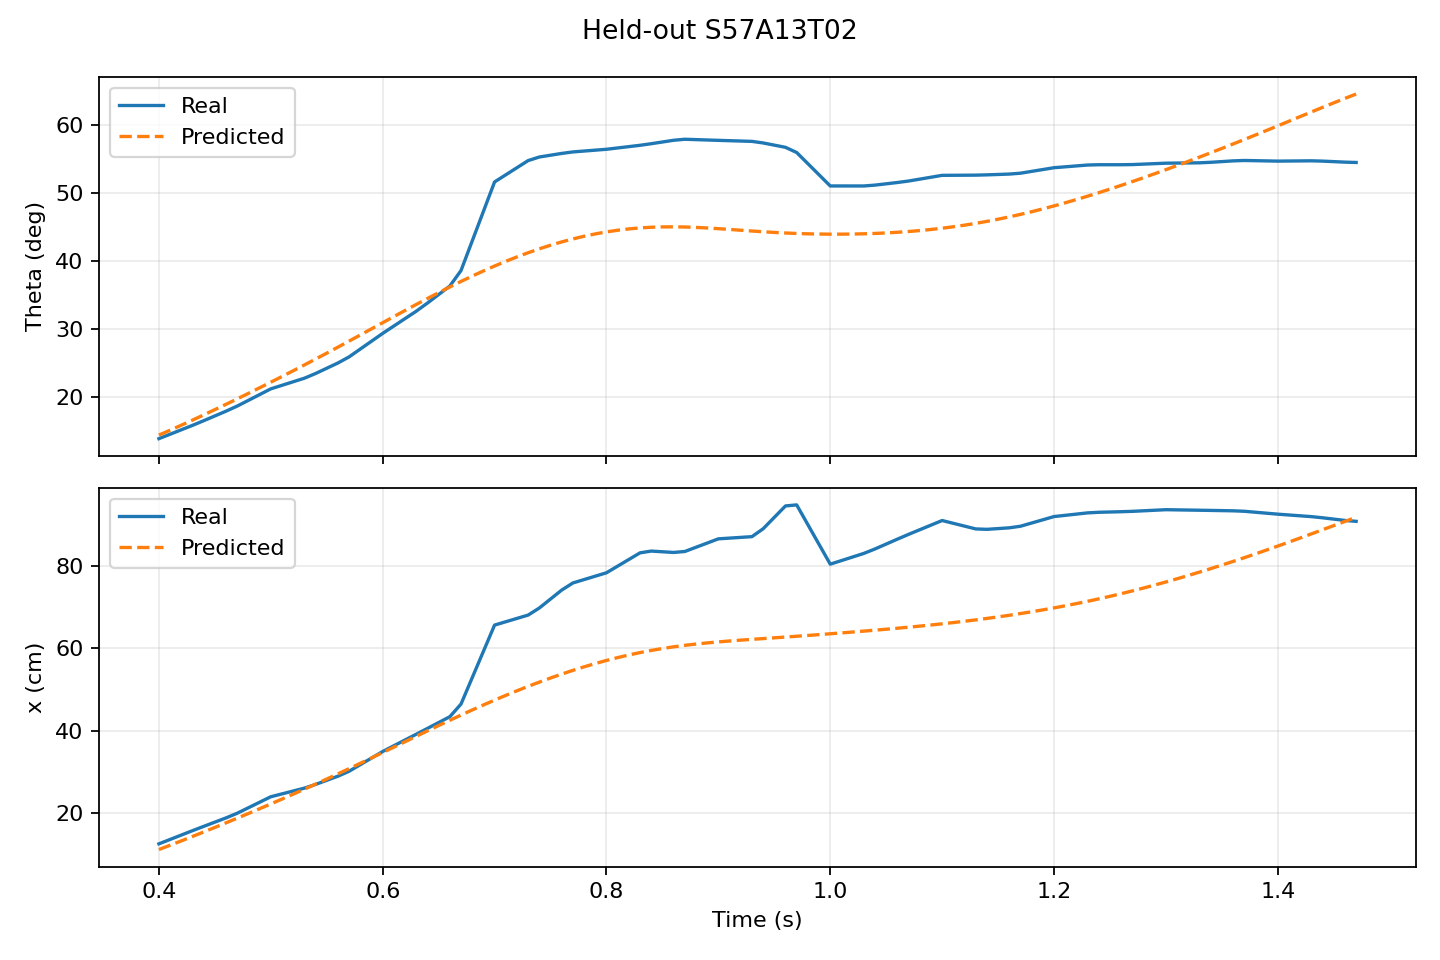 Held-out S57A13T02
Real
Predicted
Theta (deg)
60
50
40
30
20
Real
Predicted
x (cm)
80
60
40
20
0.4 0.6 0.8 1.0 1.2 1.4
Time (s)